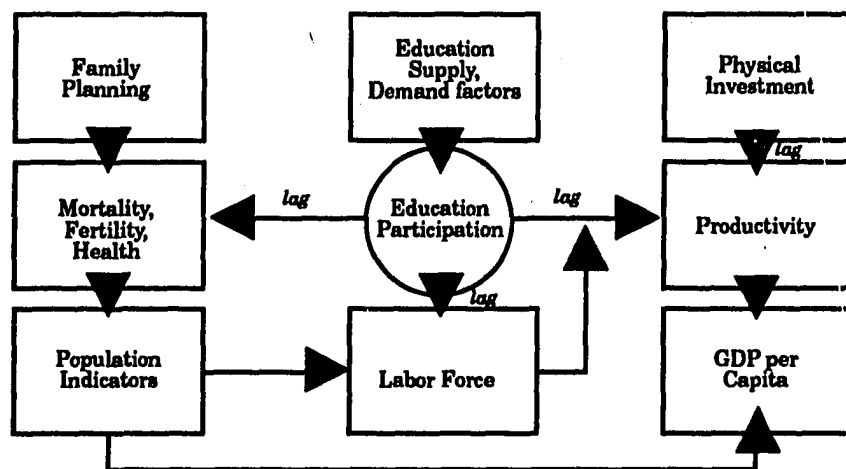 Family
Planning
Education
Supply,
Demand factors
Physical
Investment
lag
Mortality,
Fertility,
Health
lag
Education
Participation
lag
Productivity
lag
Population
Indicators
Labor Force
GDP per
Capita